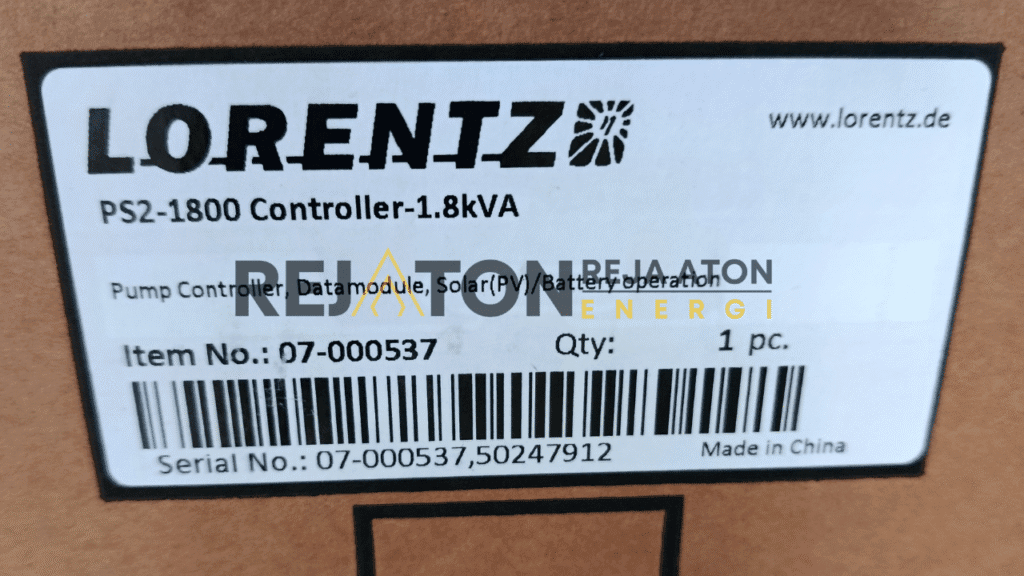 LORENTZ
www.lorentz.de
PS2-1800 Controller-1.8kVA
Pump Controller, Datamodule, Solar(PV)/Battery operation
REJATON
REJA ATON
ENERGI
Item No.: 07-000537 Qty: 1 pc.
Serial No.: 07-000537,50247912
Made in China